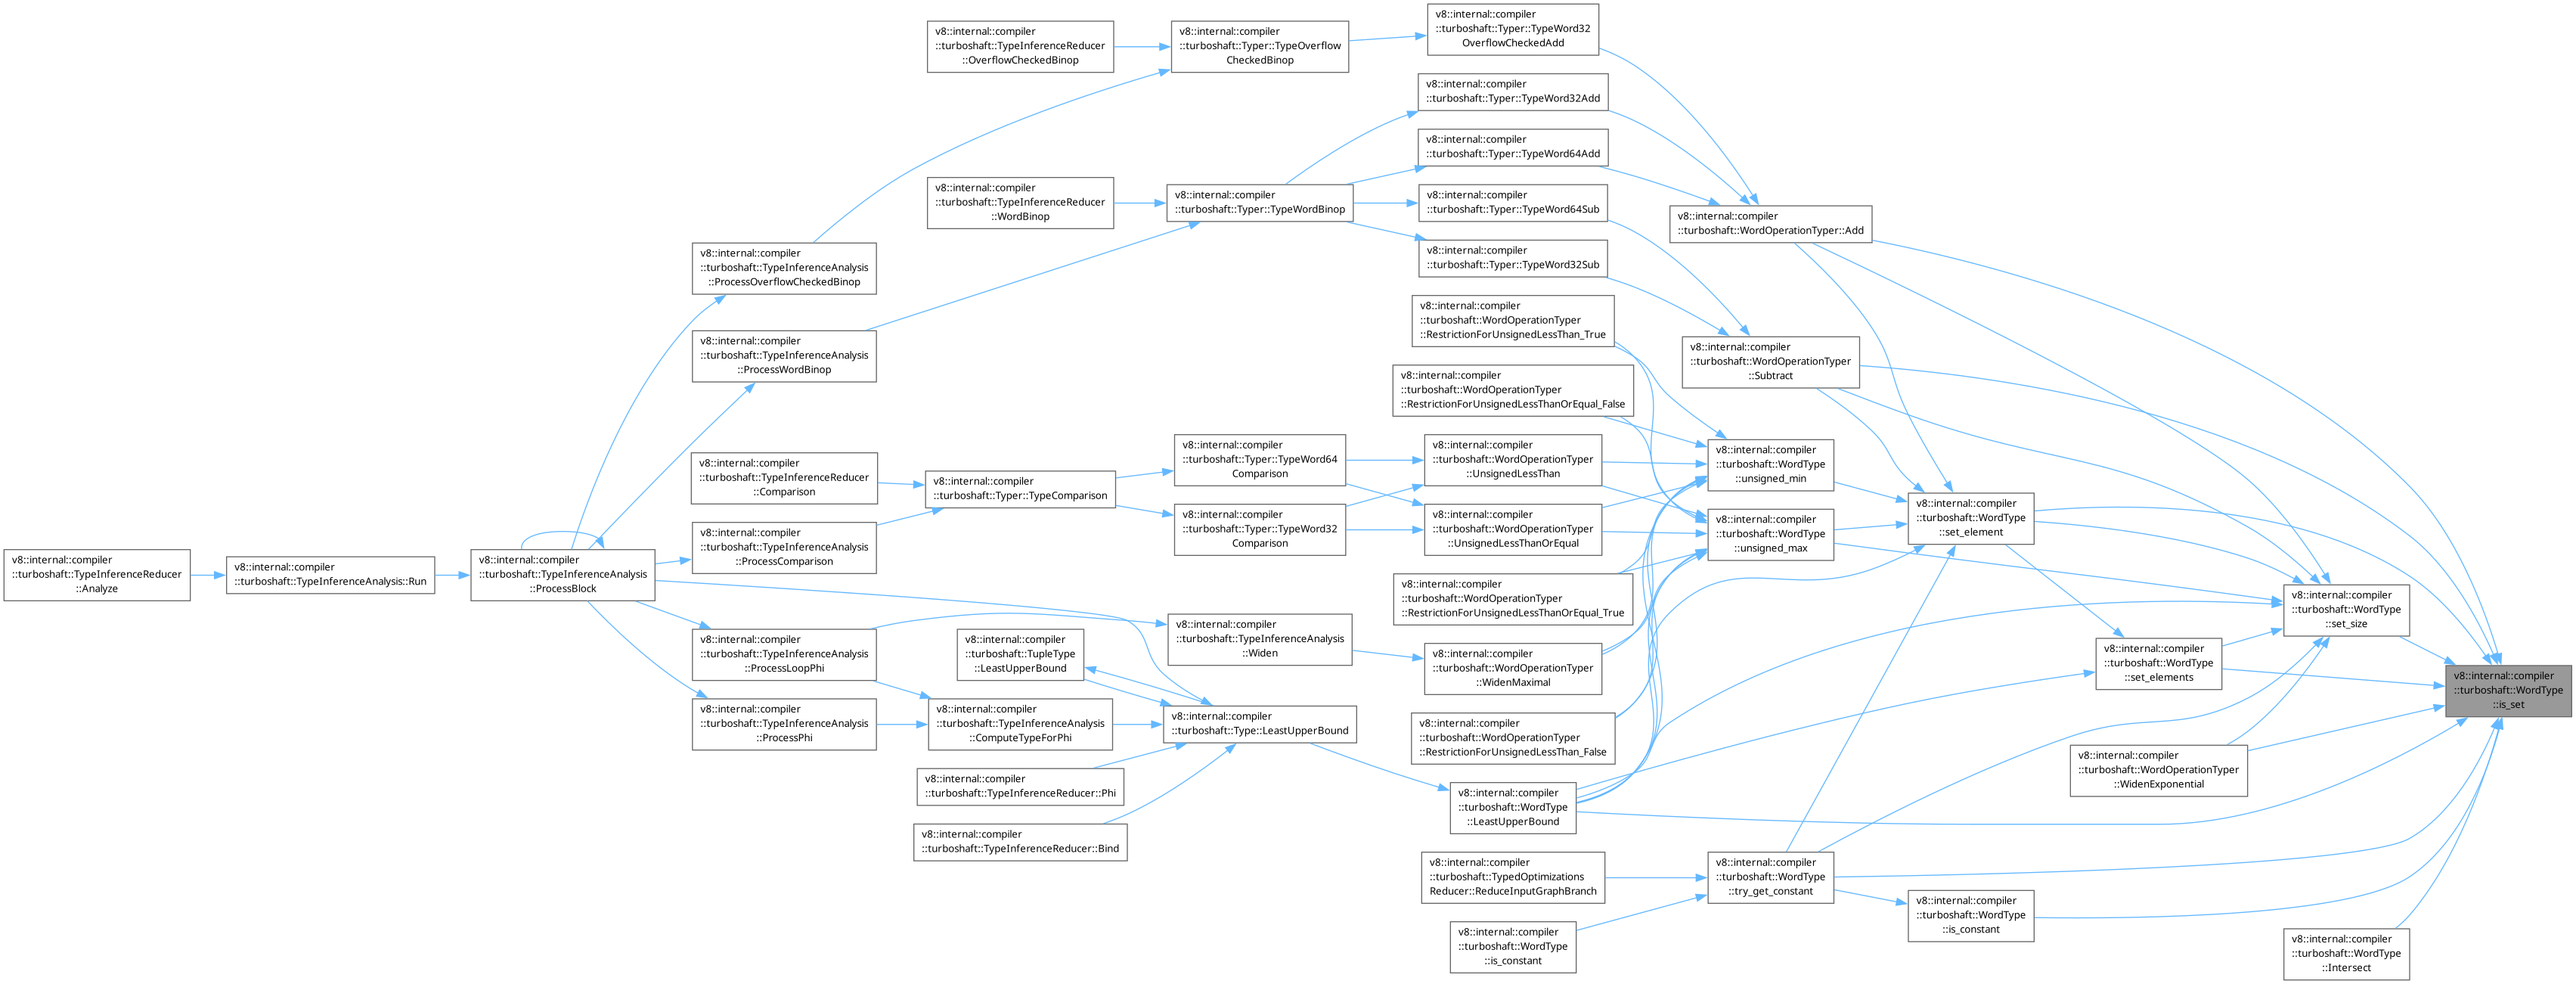 v8::internal::compiler
::turboshaft::TypeInferenceReducer
::Analyze
v8::internal::compiler
::turboshaft::TypeInferenceAnalysis::Run
v8::internal::compiler
::turboshaft::TypeInferenceAnalysis
::ProcessBlock
v8::internal::compiler
::turboshaft::TypeInferenceAnalysis
::ProcessOverflowCheckedBinop
v8::internal::compiler
::turboshaft::TypeInferenceAnalysis
::ProcessWordBinop
v8::internal::compiler
::turboshaft::TypeInferenceReducer
::Comparison
v8::internal::compiler
::turboshaft::TypeInferenceAnalysis
::ProcessComparison
v8::internal::compiler
::turboshaft::TypeInferenceAnalysis
::ProcessLoopPhi
v8::internal::compiler
::turboshaft::TypeInferenceAnalysis
::ProcessPhi
v8::internal::compiler
::turboshaft::TypeInferenceReducer
::OverflowCheckedBinop
v8::internal::compiler
::turboshaft::TypeInferenceReducer
::WordBinop
v8::internal::compiler
::turboshaft::Typer::TypeComparison
v8::internal::compiler
::turboshaft::TupleType
::LeastUpperBound
v8::internal::compiler
::turboshaft::TypeInferenceAnalysis
::ComputeTypeForPhi
v8::internal::compiler
::turboshaft::TypeInferenceReducer::Phi
v8::internal::compiler
::turboshaft::TypeInferenceReducer::Bind
v8::internal::compiler
::turboshaft::Typer::TypeOverflow
CheckedBinop
v8::internal::compiler
::turboshaft::Typer::TypeWordBinop
v8::internal::compiler
::turboshaft::Typer::TypeWord64
Comparison
v8::internal::compiler
::turboshaft::Typer::TypeWord32
Comparison
v8::internal::compiler
::turboshaft::TypeInferenceAnalysis
::Widen
v8::internal::compiler
::turboshaft::Type::LeastUpperBound
v8::internal::compiler
::turboshaft::Typer::TypeWord32
OverflowCheckedAdd
v8::internal::compiler
::turboshaft::Typer::TypeWord32Add
v8::internal::compiler
::turboshaft::Typer::TypeWord64Add
v8::internal::compiler
::turboshaft::Typer::TypeWord64Sub
v8::internal::compiler
::turboshaft::Typer::TypeWord32Sub
v8::internal::compiler
::turboshaft::WordOperationTyper
::RestrictionForUnsignedLessThan_True
v8::internal::compiler
::turboshaft::WordOperationTyper
::RestrictionForUnsignedLessThanOrEqual_False
v8::internal::compiler
::turboshaft::WordOperationTyper
::UnsignedLessThan
v8::internal::compiler
::turboshaft::WordOperationTyper
::UnsignedLessThanOrEqual
v8::internal::compiler
::turboshaft::WordOperationTyper
::RestrictionForUnsignedLessThanOrEqual_True
v8::internal::compiler
::turboshaft::WordOperationTyper
::WidenMaximal
v8::internal::compiler
::turboshaft::WordOperationTyper
::RestrictionForUnsignedLessThan_False
v8::internal::compiler
::turboshaft::WordType
::LeastUpperBound
v8::internal::compiler
::turboshaft::TypedOptimizations
Reducer::ReduceInputGraphBranch
v8::internal::compiler
::turboshaft::WordType
::is_constant
v8::internal::compiler
::turboshaft::WordOperationTyper::Add
v8::internal::compiler
::turboshaft::WordOperationTyper
::Subtract
v8::internal::compiler
::turboshaft::WordType
::unsigned_min
v8::internal::compiler
::turboshaft::WordType
::unsigned_max
v8::internal::compiler
::turboshaft::WordType
::try_get_constant
v8::internal::compiler
::turboshaft::WordType
::set_element
v8::internal::compiler
::turboshaft::WordType
::is_constant
v8::internal::compiler
::turboshaft::WordType
::set_elements
v8::internal::compiler
::turboshaft::WordOperationTyper
::WidenExponential
v8::internal::compiler
::turboshaft::WordType
::set_size
v8::internal::compiler
::turboshaft::WordType
::Intersect
v8::internal::compiler
::turboshaft::WordType
::is_set